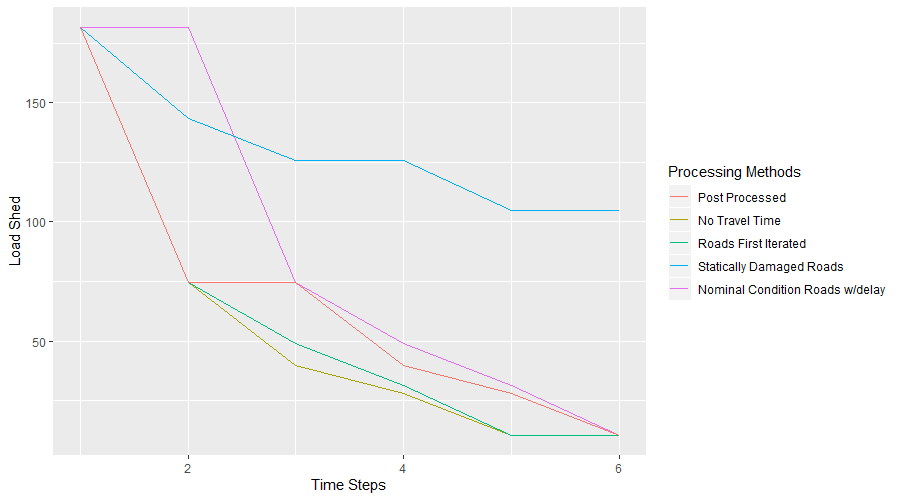 150
100
50
Load Shed
2
4
6
Time Steps
Processing Methods
Post Processed
No Travel Time
Roads First Iterated
Statically Damaged Roads
Nominal Condition Roads w/delay